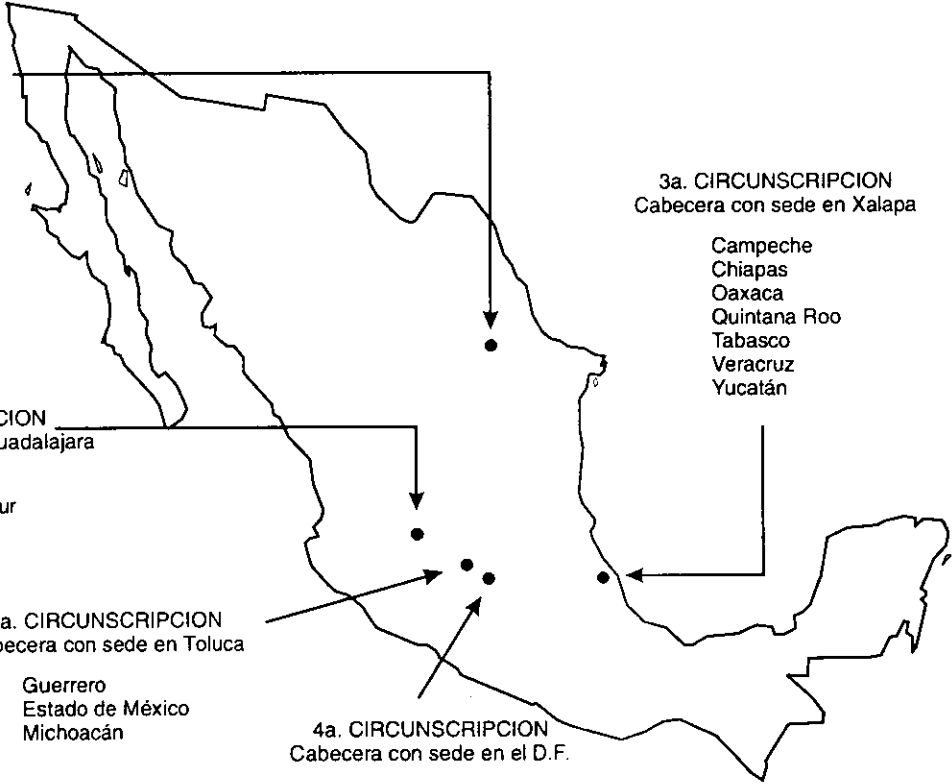 3a. CIRCUNSCRIPCION
Cabecera con sede en Xalapa
Campeche
Chiapas
Oaxaca
Quintana Roo
Tabasco
Veracruz
Yucatán
CION
uadalajara
ur
a. CIRCUNSCRIPCION
becera con sede en Toluca
Guerrero
Estado de México
Michoacán
4a. CIRCUNSCRIPCION
Cabecera con sede en el D.F.